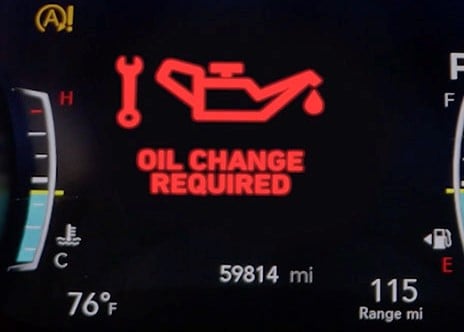 A!
P
H
F
OIL CHANGE
REQUIRED
C
E
59814 mi
76°F
115
Range mi